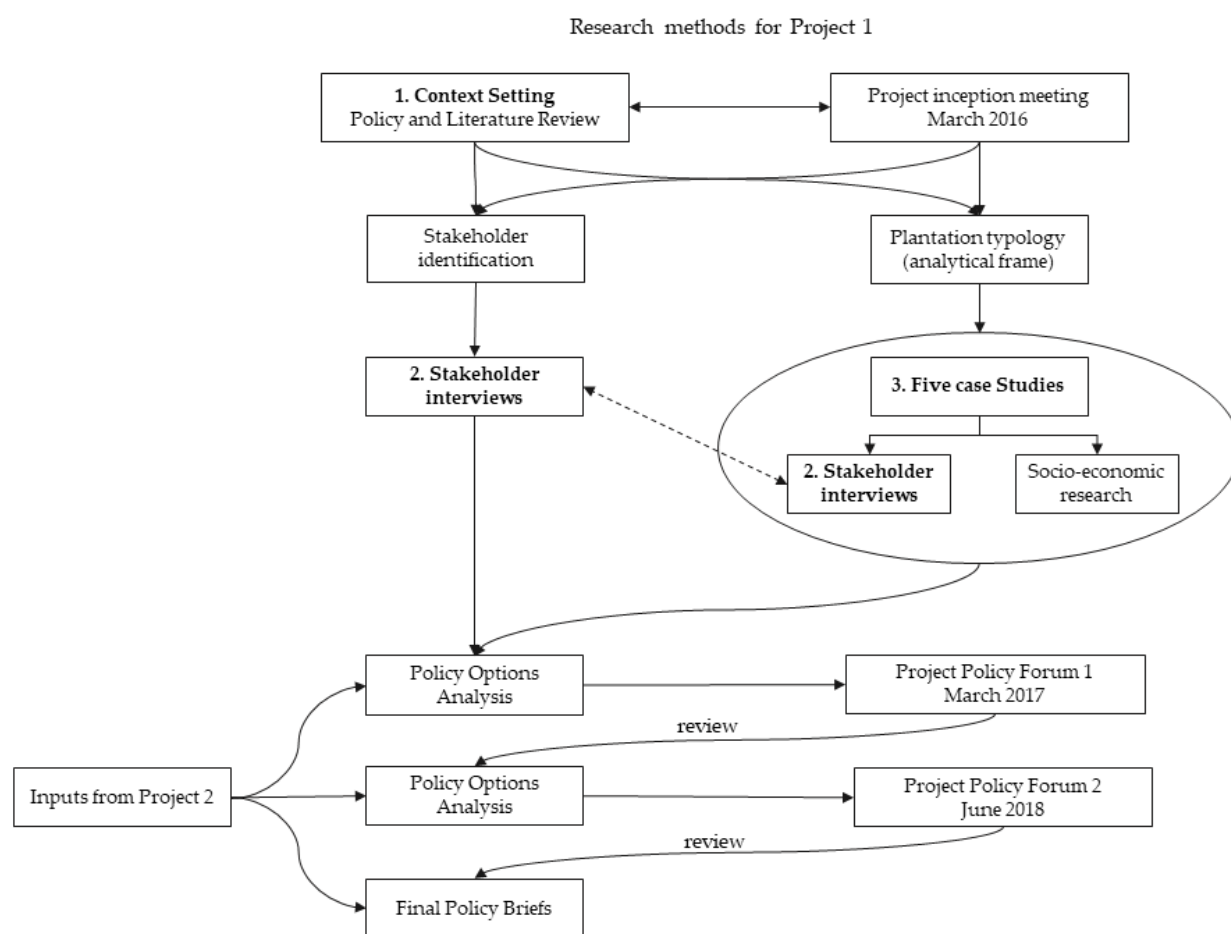 Research methods for Project 1
1. Context Setting
Policy and Literature Review
Project inception meeting
March 2016
Stakeholder
identification
Plantation typology
(analytical frame)
2. Stakeholder
interviews
3. Five case Studies
2. Stakeholder
interviews
Socio-economic
research
Policy Options
Analysis
Project Policy Forum 1
March 2017
review
Inputs from Project 2
Policy Options
Analysis
Project Policy Forum 2
June 2018
review
Final Policy Briefs